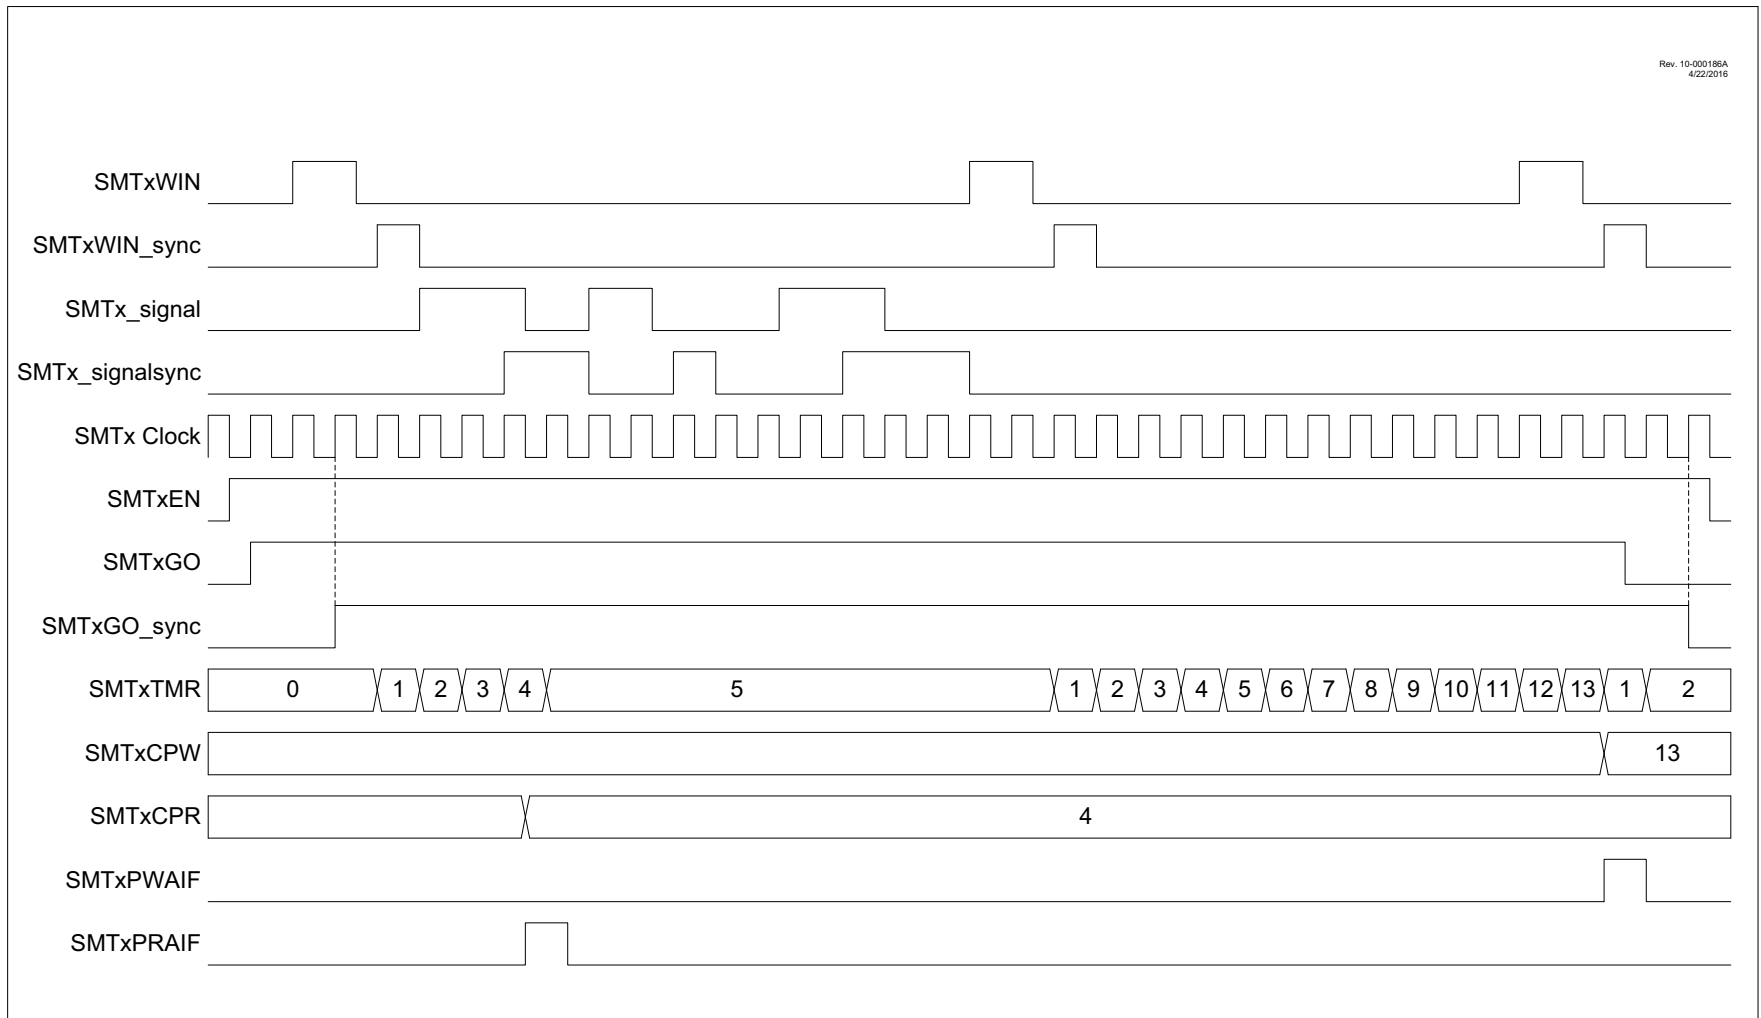 Rev. 10-000186A
4/22/2016
SMTxWIN
SMTxWIN_sync
SMTx_signal
SMTx_signalsync
SMTx Clock
SMTxEN
SMTxGO
SMTxGO_sync
SMTxTMR 0 1 2 3 4 5 1 2 3 4 5 6 7 8 9 10 11 12 13 1 2
SMTxCPW 13
SMTxCPR 4
SMTxPWAIF
SMTxPRAIF